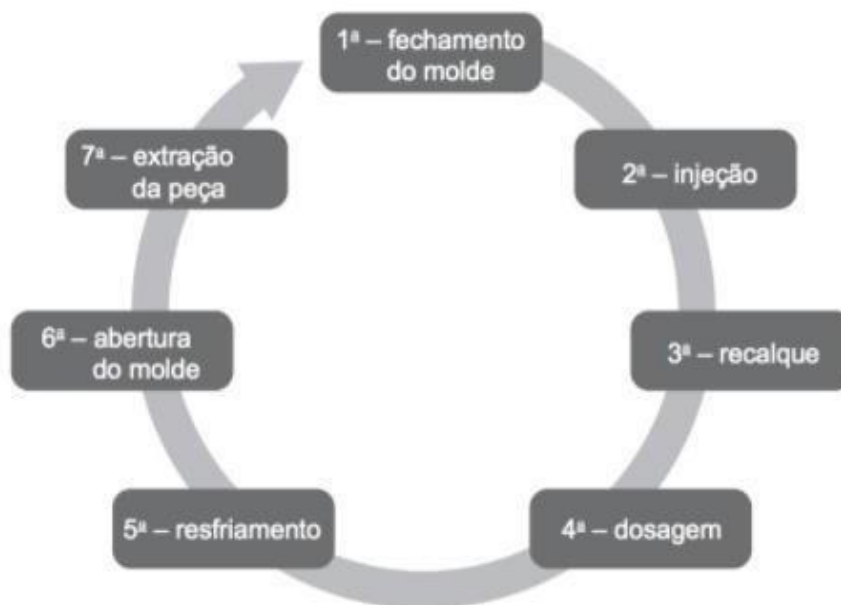 1ª – fechamento
do molde
2ª – injeção
3ª – recalque
4ª – dosagem
5ª – resfriamento
6ª – abertura
do molde
7ª – extração
da peça